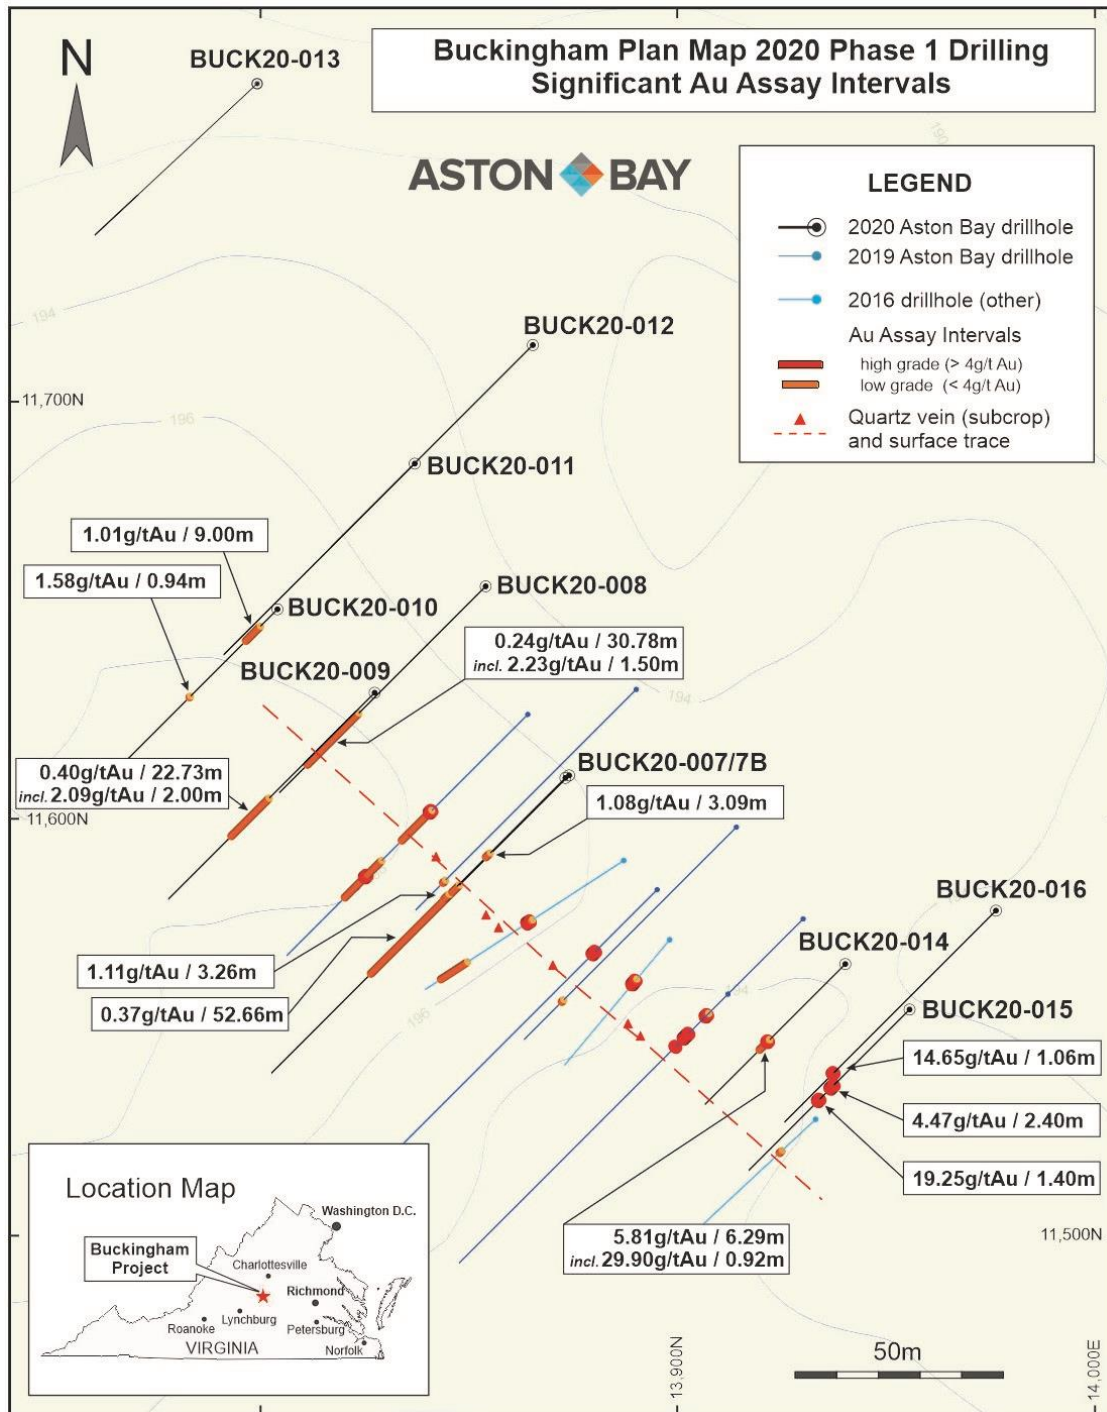 Buckingham Plan Map 2020 Phase 1 Drilling
Significant Au Assay Intervals
N
BUCK20-013
ASTON BAY
190
LEGEND
2020 Aston Bay drillhole
2019 Aston Bay drillhole
2016 drillhole (other)
Au Assay Intervals
high grade (> 4g/t Au)
low grade (< 4g/t Au)
Quartz vein (subcrop)
and surface trace
194
BUCK20-012
11,700N
196
BUCK20-011
1.01g/tAu / 9.00m
1.58g/tAu / 0.94m
BUCK20-010
BUCK20-008
0.24g/tAu / 30.78m
incl. 2.23g/tAu / 1.50m
BUCK20-009
194
0.40g/tAu / 22.73m
incl. 2.09g/tAu / 2.00m
BUCK20-007/7B
1.08g/tAu / 3.09m
11,600N
BUCK20-016
BUCK20-014
1.11g/tAu / 3.26m
0.37g/tAu / 52.66m
194
196
BUCK20-015
14.65g/tAu / 1.06m
4.47g/tAu / 2.40m
19.25g/tAu / 1.40m
5.81g/tAu / 6.29m
incl. 29.90g/tAu / 0.92m
11,500N
Location Map
Washington D.C.
Buckingham
Project
Charlottesville
Richmond
Lynchburg
Roanoke
Petersburg
Norfolk
VIRGINIA
50m
13,900N
14,000E